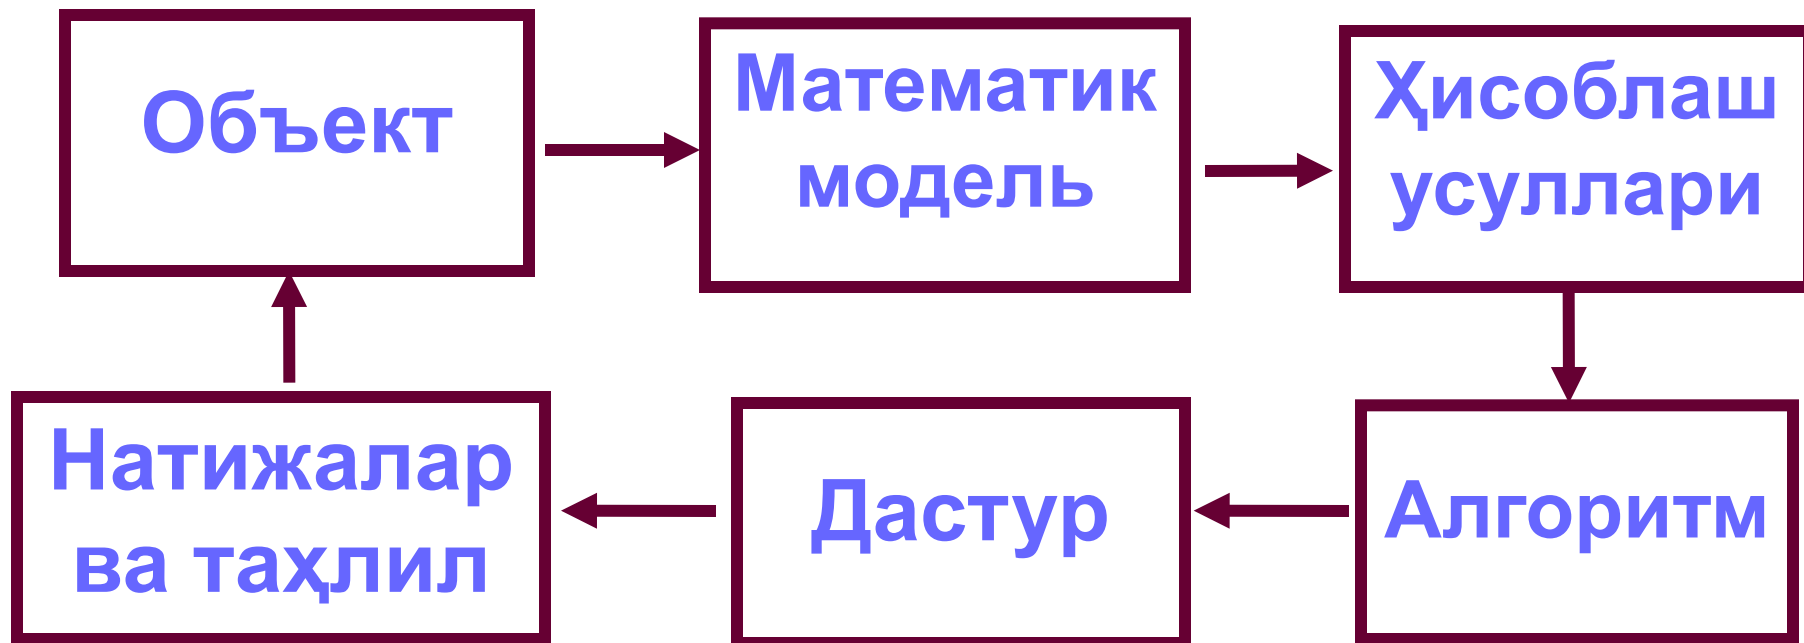 Объект
Математик
модель
Ҳисоблаш
усуллари
Натижалар
ва таҳлил
Дастур
Алгоритм